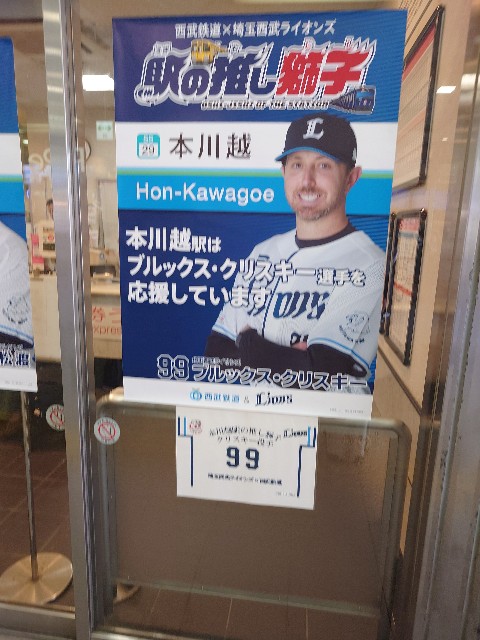 西武鉄道×埼玉西武ライオンズ
駅の推し獅子
SS
29
本川越
Hon-Kawagoe
本川越駅は
ブルックス・クリスキー選手を
応援しています
99 ブルックス・クリスキー
西武鉄道 & Lions
Lions
99